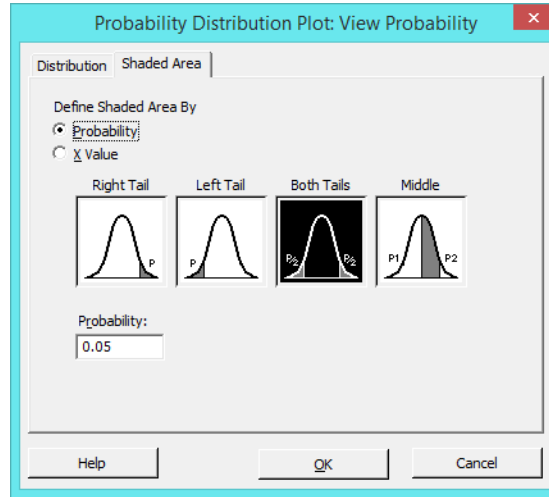 Probability Distribution Plot: View Probability
Distribution Shaded Area
Define Shaded Area By
Probability
X Value
Right Tail Left Tail Both Tails Middle
P P P/2 P/2 P1 P2
Probability:
0.05
Help OK Cancel